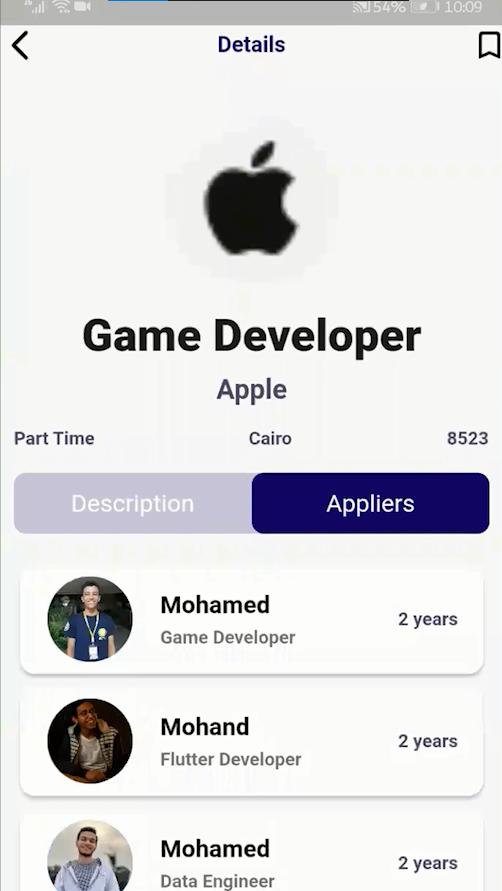 54% 10:09
Details
Game Developer
Apple
Part Time Cairo 8523
Description Appliers
Mohamed
Game Developer
2 years
Mohand
Flutter Developer
2 years
Mohamed
Data Engineer
2 years